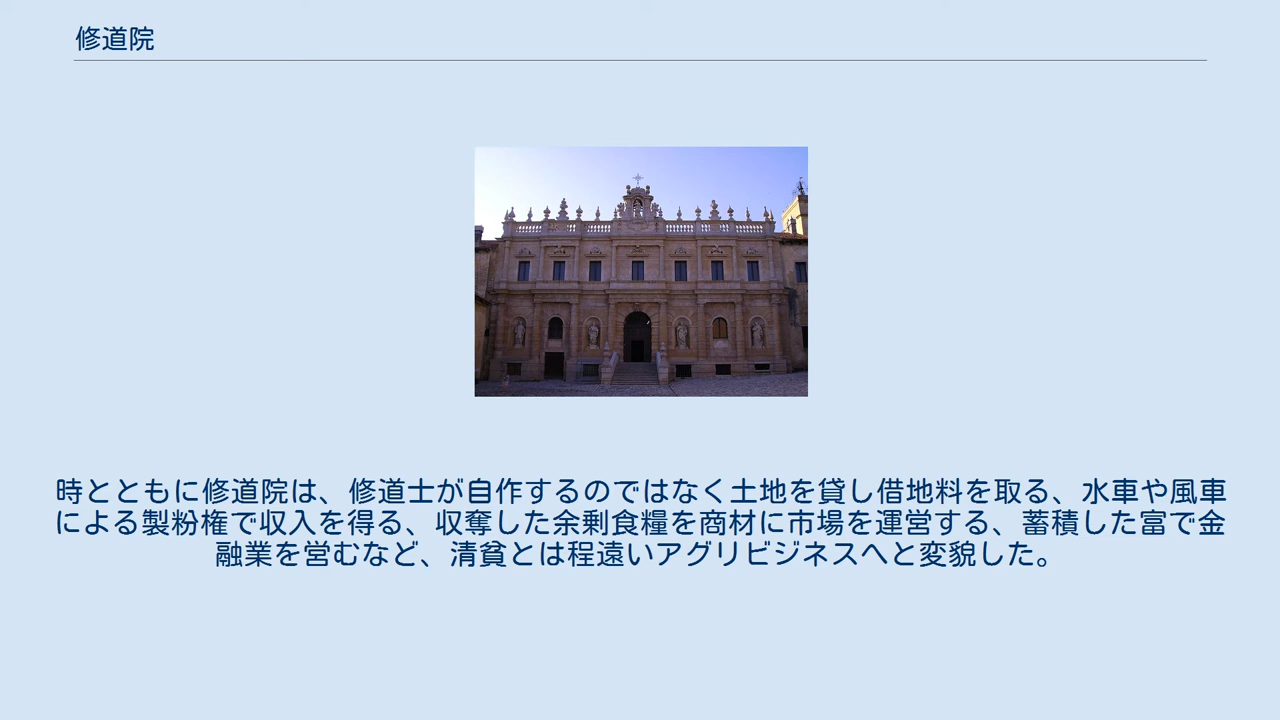 修道院
時とともに修道院は、修道士が自作するのではなく土地を貸し借地料を取る、水車や風車
による製粉権で収入を得る、収奪した余剰食糧を商材に市場を運営する、蓄積した富で金
融業を営むなど、清貧とは程遠いアグリビジネスへと変貌した。